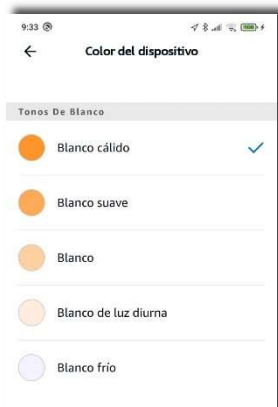 9:33
Color del dispositivo
Tonos De Blanco
Blanco cálido
Blanco suave
Blanco
Blanco de luz diurna
Blanco frío